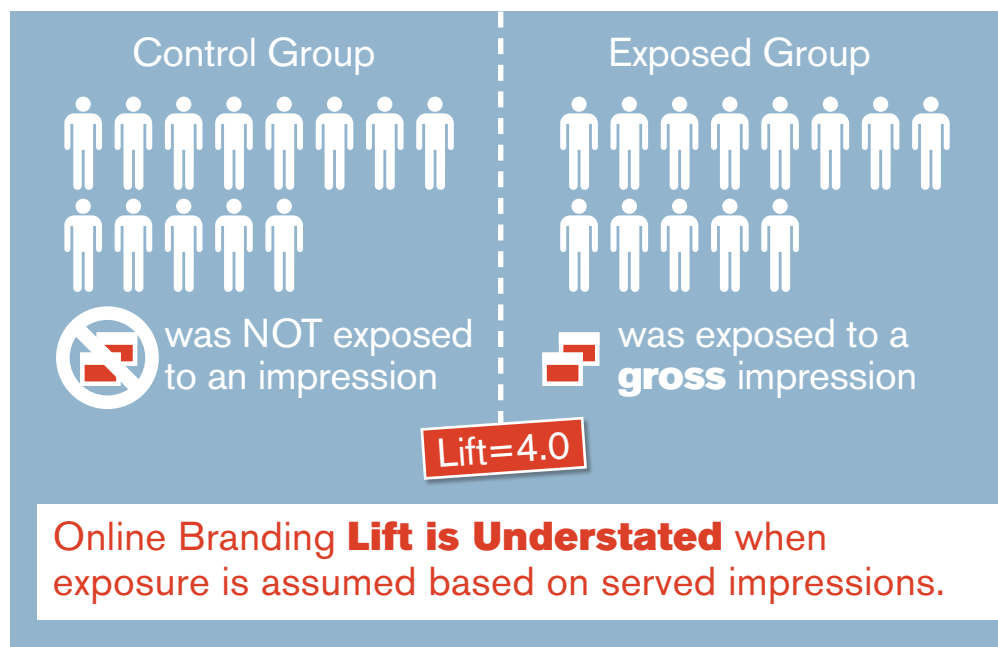 Control Group
was NOT exposed
to an impression
Exposed Group
was exposed to a
gross impression
Lift=4.0
Online Branding Lift is Understated when
exposure is assumed based on served impressions.